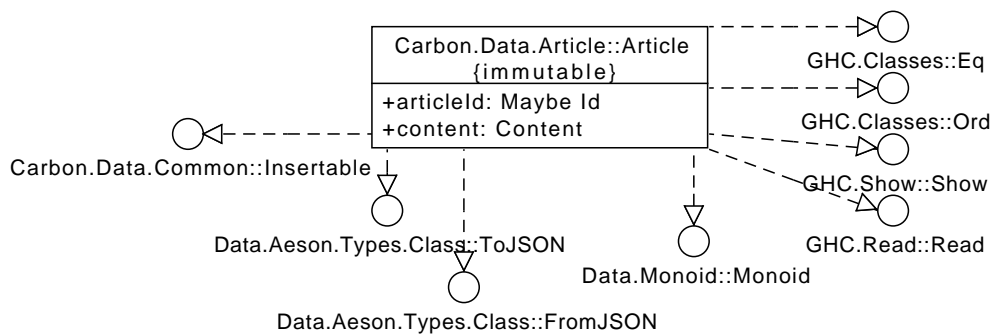 Carbon.Data.Article::Article
{immutable}
+articleId: Maybe Id
+content: Content
GHC.Classes::Eq
GHC.Classes::Ord
GHC.Show::Show
GHC.Read::Read
Carbon.Data.Common::Insertable
Data.Aeson.Types.Class::ToJSON
Data.Monoid::Monoid
Data.Aeson.Types.Class::FromJSON